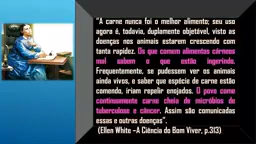 "A carne nunca foi o melhor alimento; seu uso
agora é, todavia, duplamente objetável, visto as
doenças nos animais estarem crescendo com
tanta rapidez. Os que comem alimentos cárneos
mal sabem o que estão ingerindo.
Frequentemente, se pudessem ver os animais
ainda vivos, e saber que espécie de carne estão
comendo, iriam repelir enojados. O povo come
continuamente carne cheia de micróbios de
tuberculose e câncer. Assim são comunicadas
essas e outras doenças".
(Ellen White –A Ciência do Bom Viver, p.313)